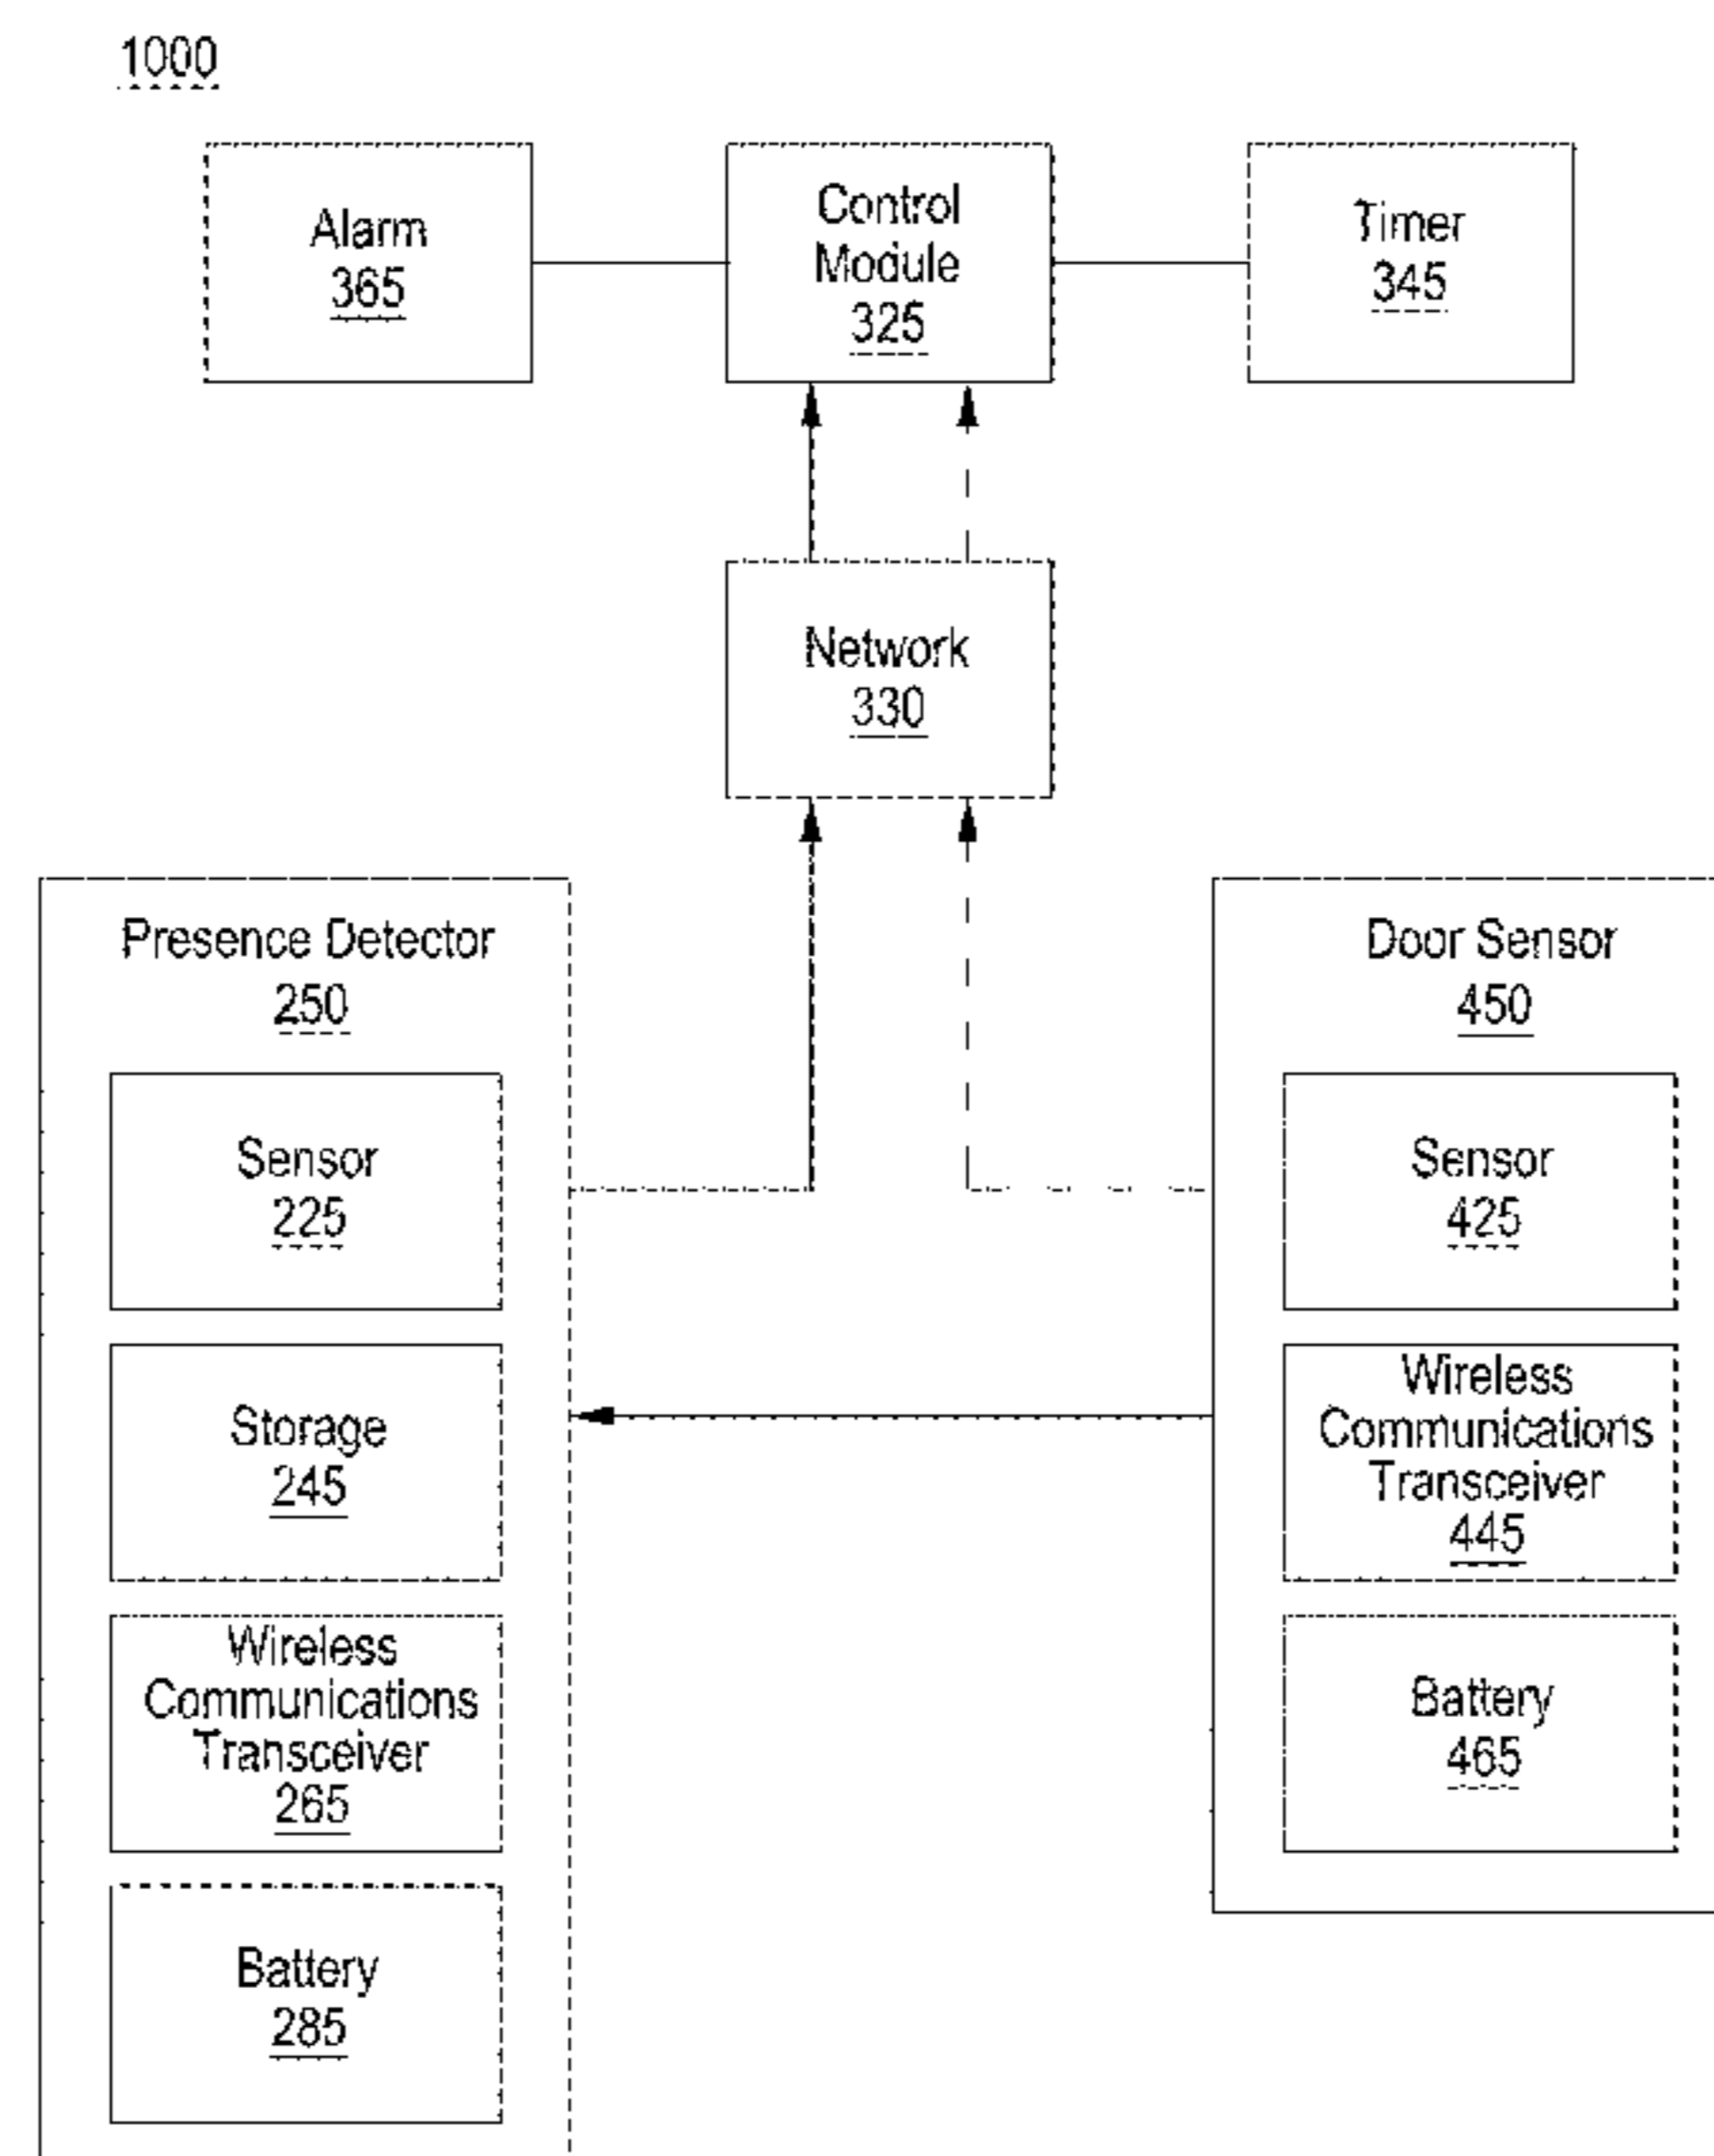 1000
Alarm
365
Control
Module
325
Timer
345
Network
330
Presence Detector
250
Sensor
225
Storage
245
Wireless
Communications
Transceiver
265
Battery
285
Door Sensor
450
Sensor
425
Wireless
Communications
Transceiver
445
Battery
465